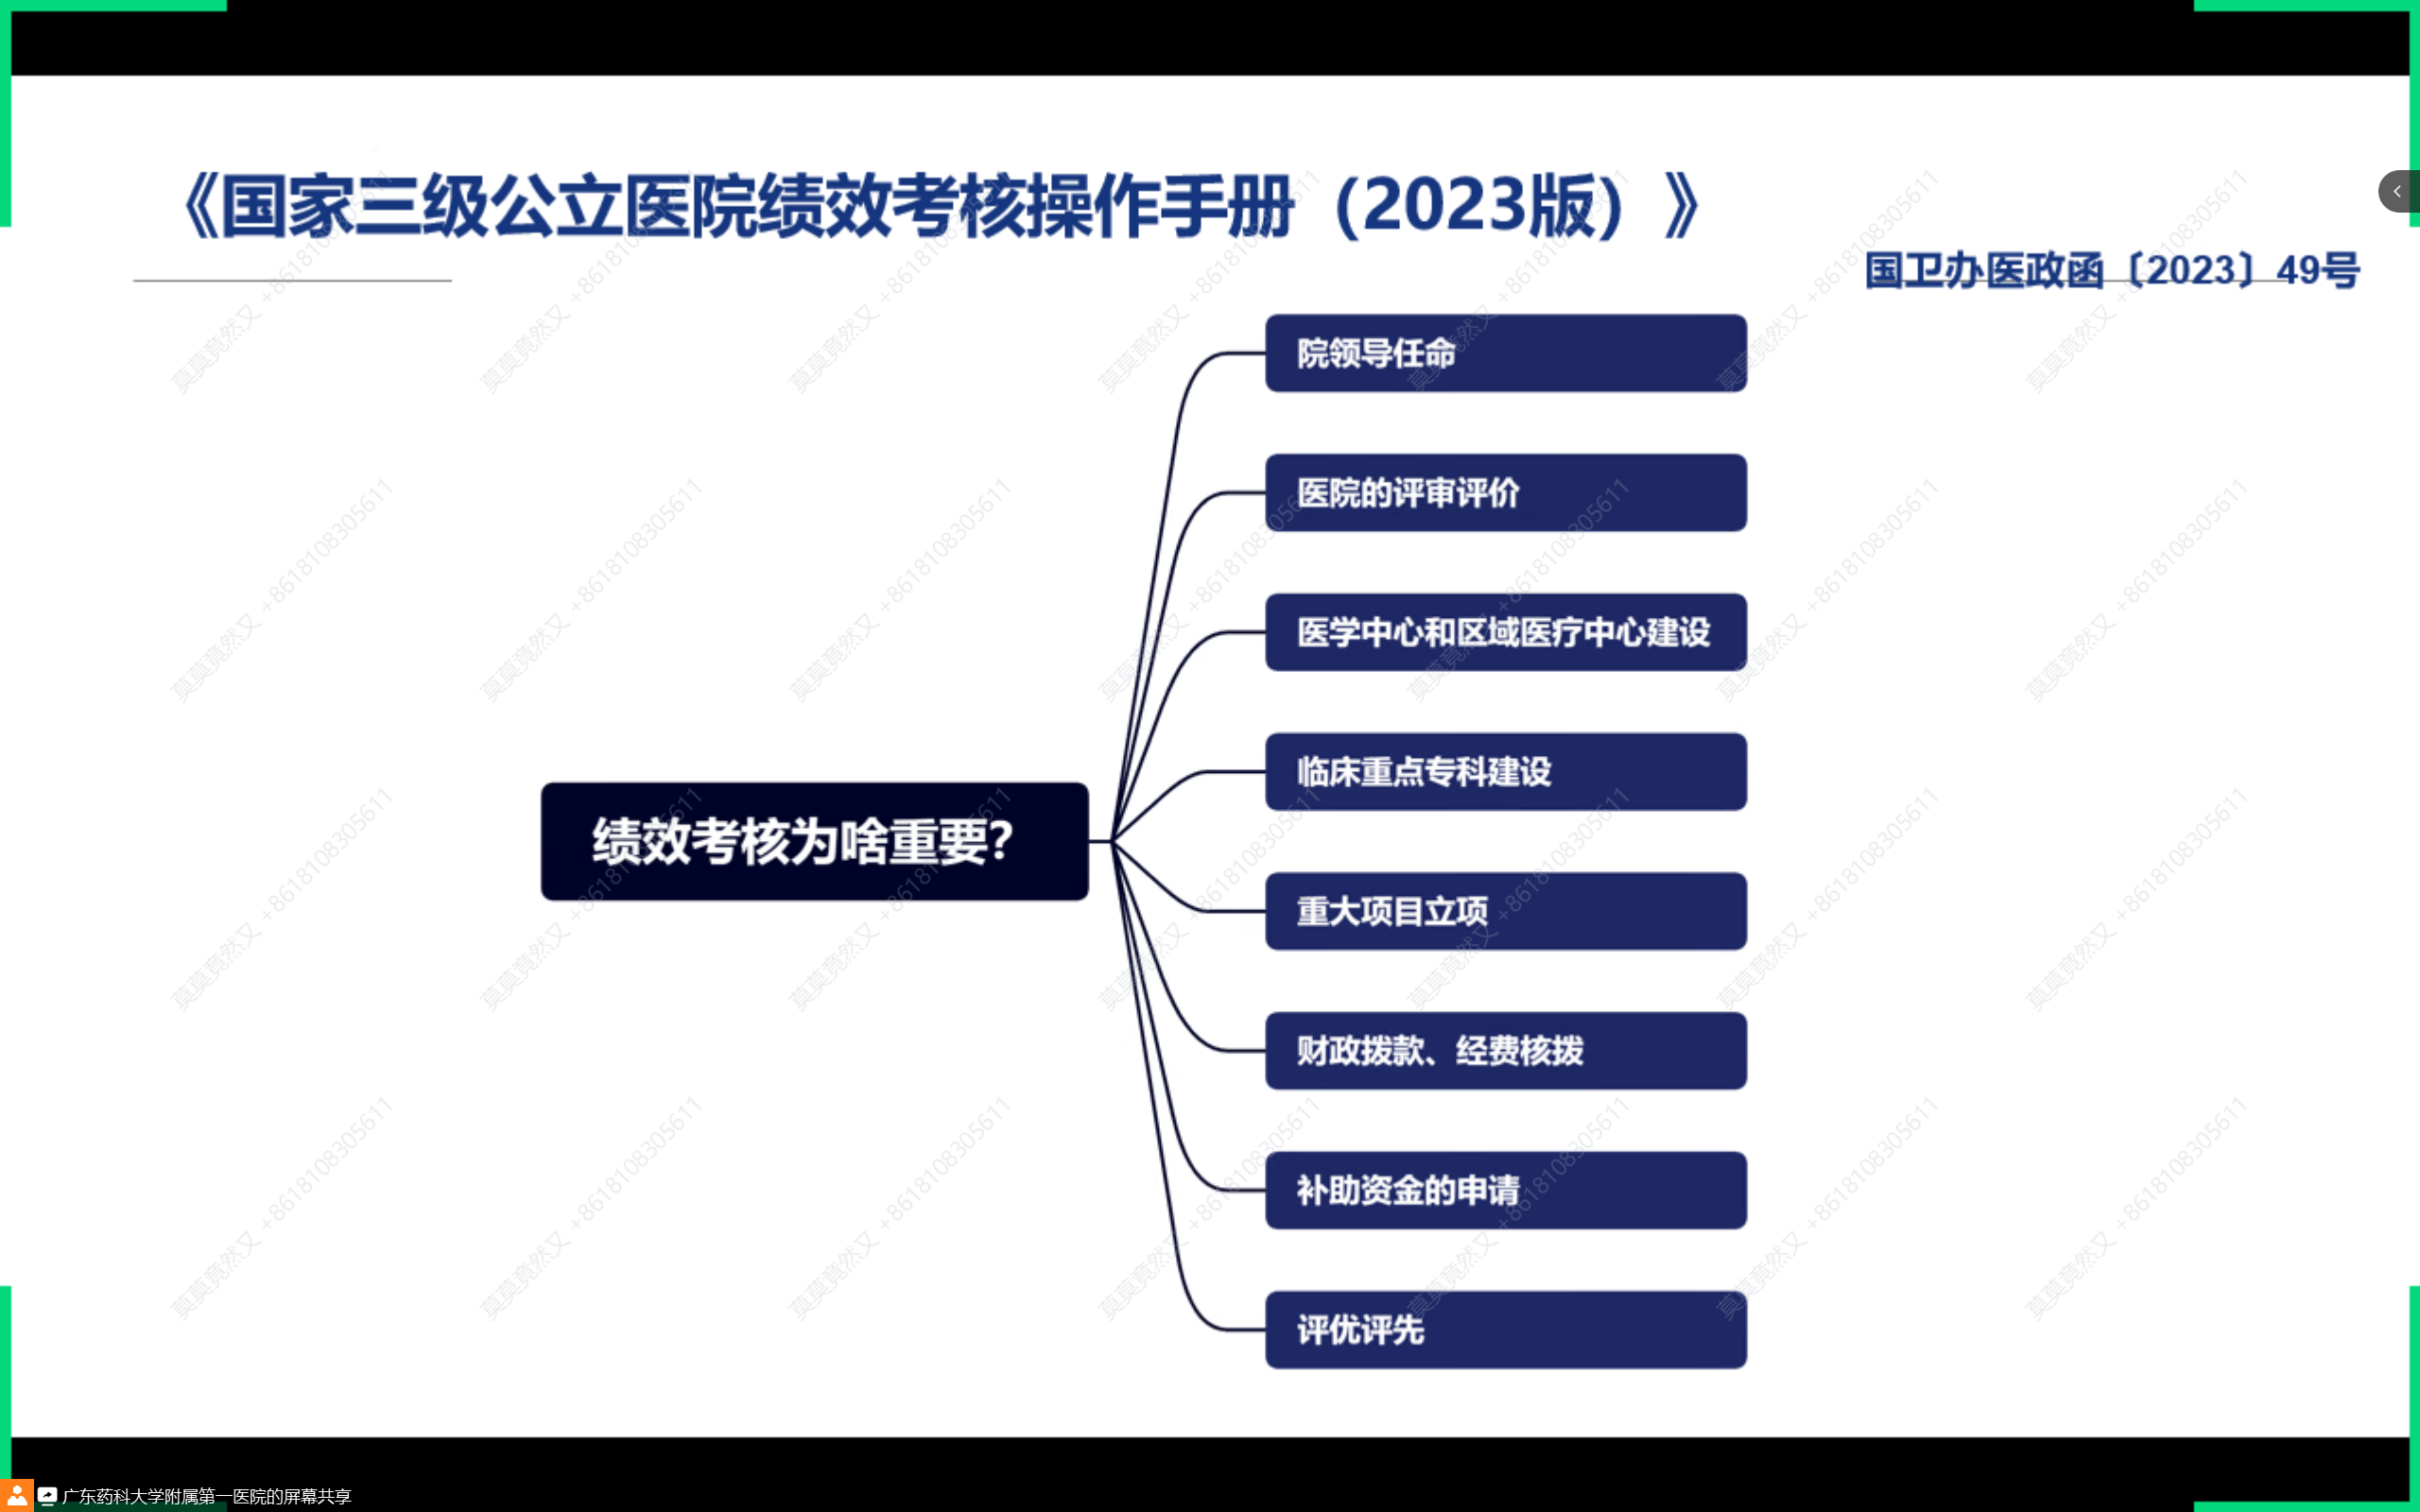 《国家三级公立医院绩效考核操作手册（2023版）》
国卫办医政函〔2023〕49号
绩效考核为啥重要？
院领导任命
医院的评审评价
医学中心和区域医疗中心建设
临床重点专科建设
重大项目立项
财政拨款、经费核拨
补助资金的申请
评优评先
莫莫竟然又 +8618108305611
广东药科大学附属第一医院的屏幕共享